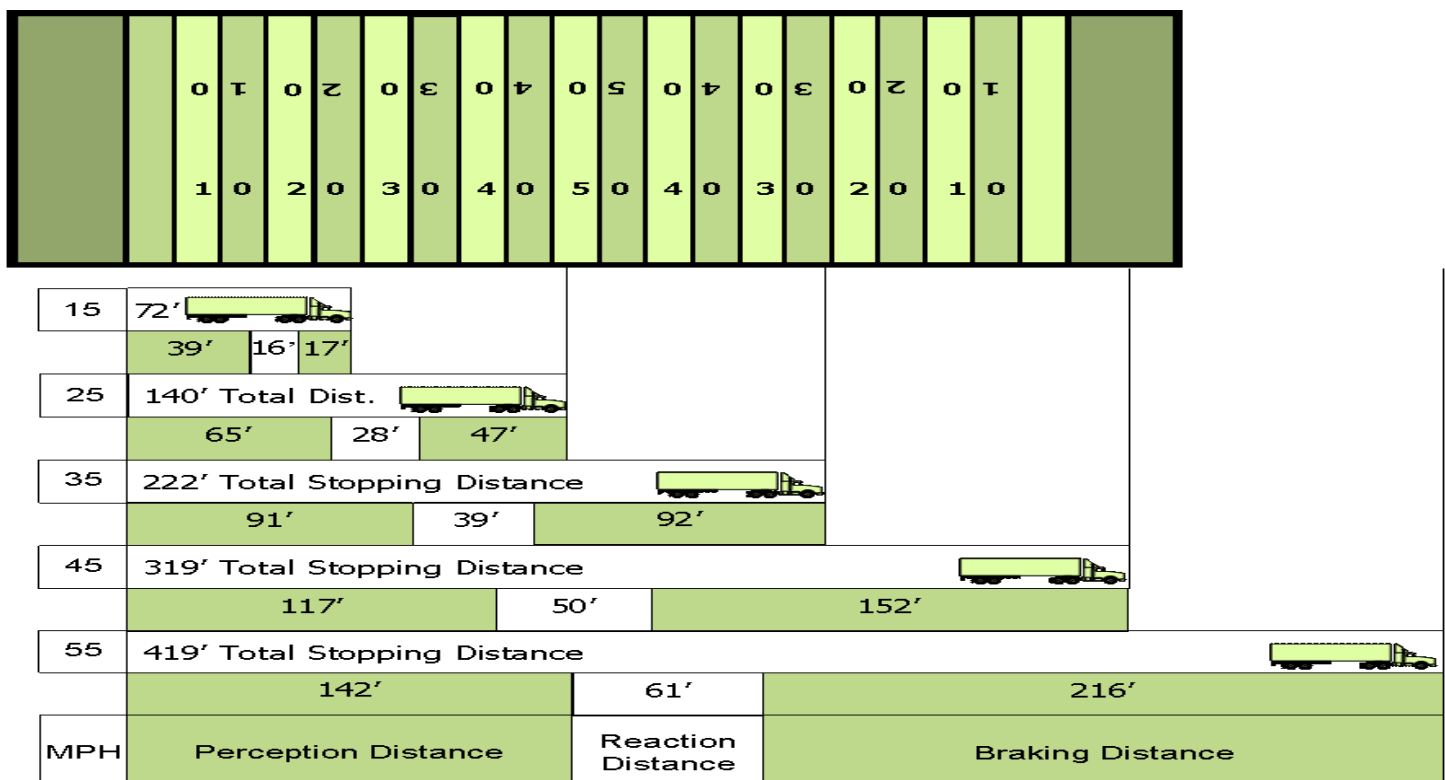 0 1 0 2 0 3 0 4 0 5 0 4 0 3 0 2 0 1
1 0 2 0 3 0 4 0 5 0 4 0 3 0 2 0 1 0
15 72′
39′ 16’ 17′
25 140′ Total Dist.
65′ 28′ 47′
35 222′ Total Stopping Distance
91′ 39′ 92′
45 319′ Total Stopping Distance
117′ 50′ 152′
55 419′ Total Stopping Distance
142′ 61′ 216′
MPH Perception Distance Reaction Distance Braking Distance